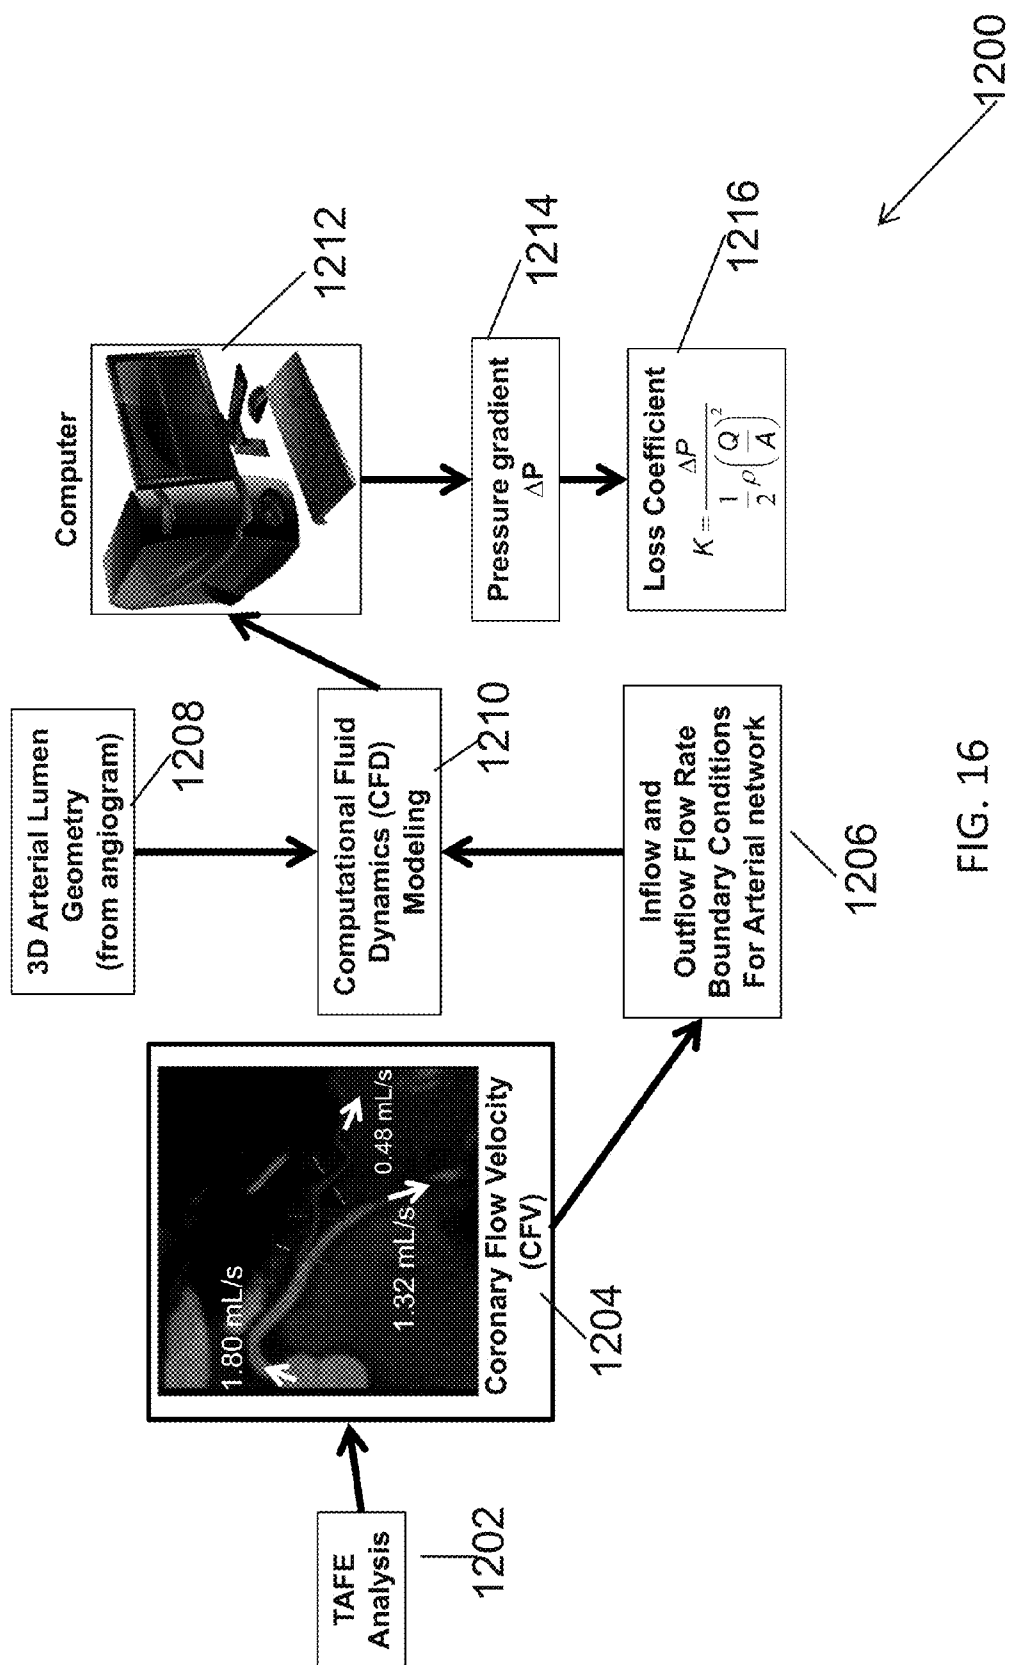 TAFE
Analysis
1202
1.80 mL/s
1.32 mL/s
0.48 mL/s
Coronary Flow Velocity
(CFV)
1204
3D Arterial Lumen
Geometry
(from angiogram)
1208
Computational Fluid
Dynamics (CFD)
Modeling
1210
Inflow and
Outflow Flow Rate
Boundary Conditions
For Arterial network
1206
Computer
1212
Pressure gradient
ΔP
1214
Loss Coefficient
K = ΔP / (1/2 ρ (Q/A)²)
1216
1200
FIG. 16